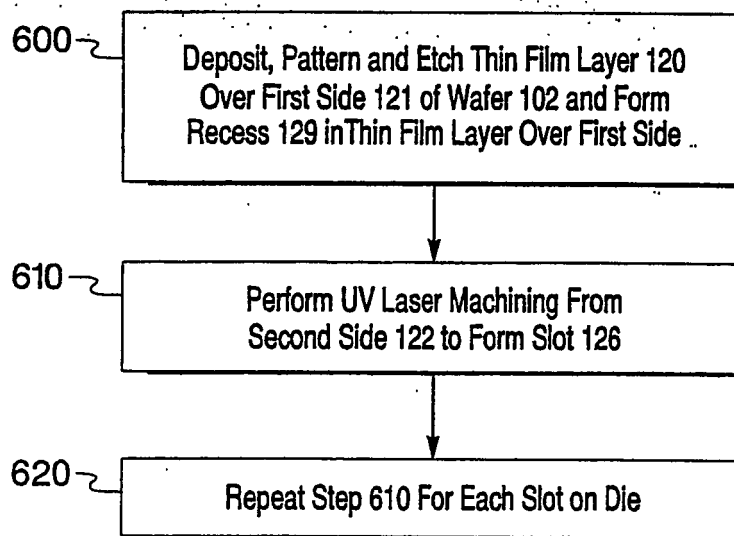 600
Deposit, Pattern and Etch Thin Film Layer 120
Over First Side 121 of Wafer 102 and Form
Recess 129 inThin Film Layer Over First Side
610
Perform UV Laser Machining From
Second Side 122 to Form Slot 126
620
Repeat Step 610 For Each Slot on Die